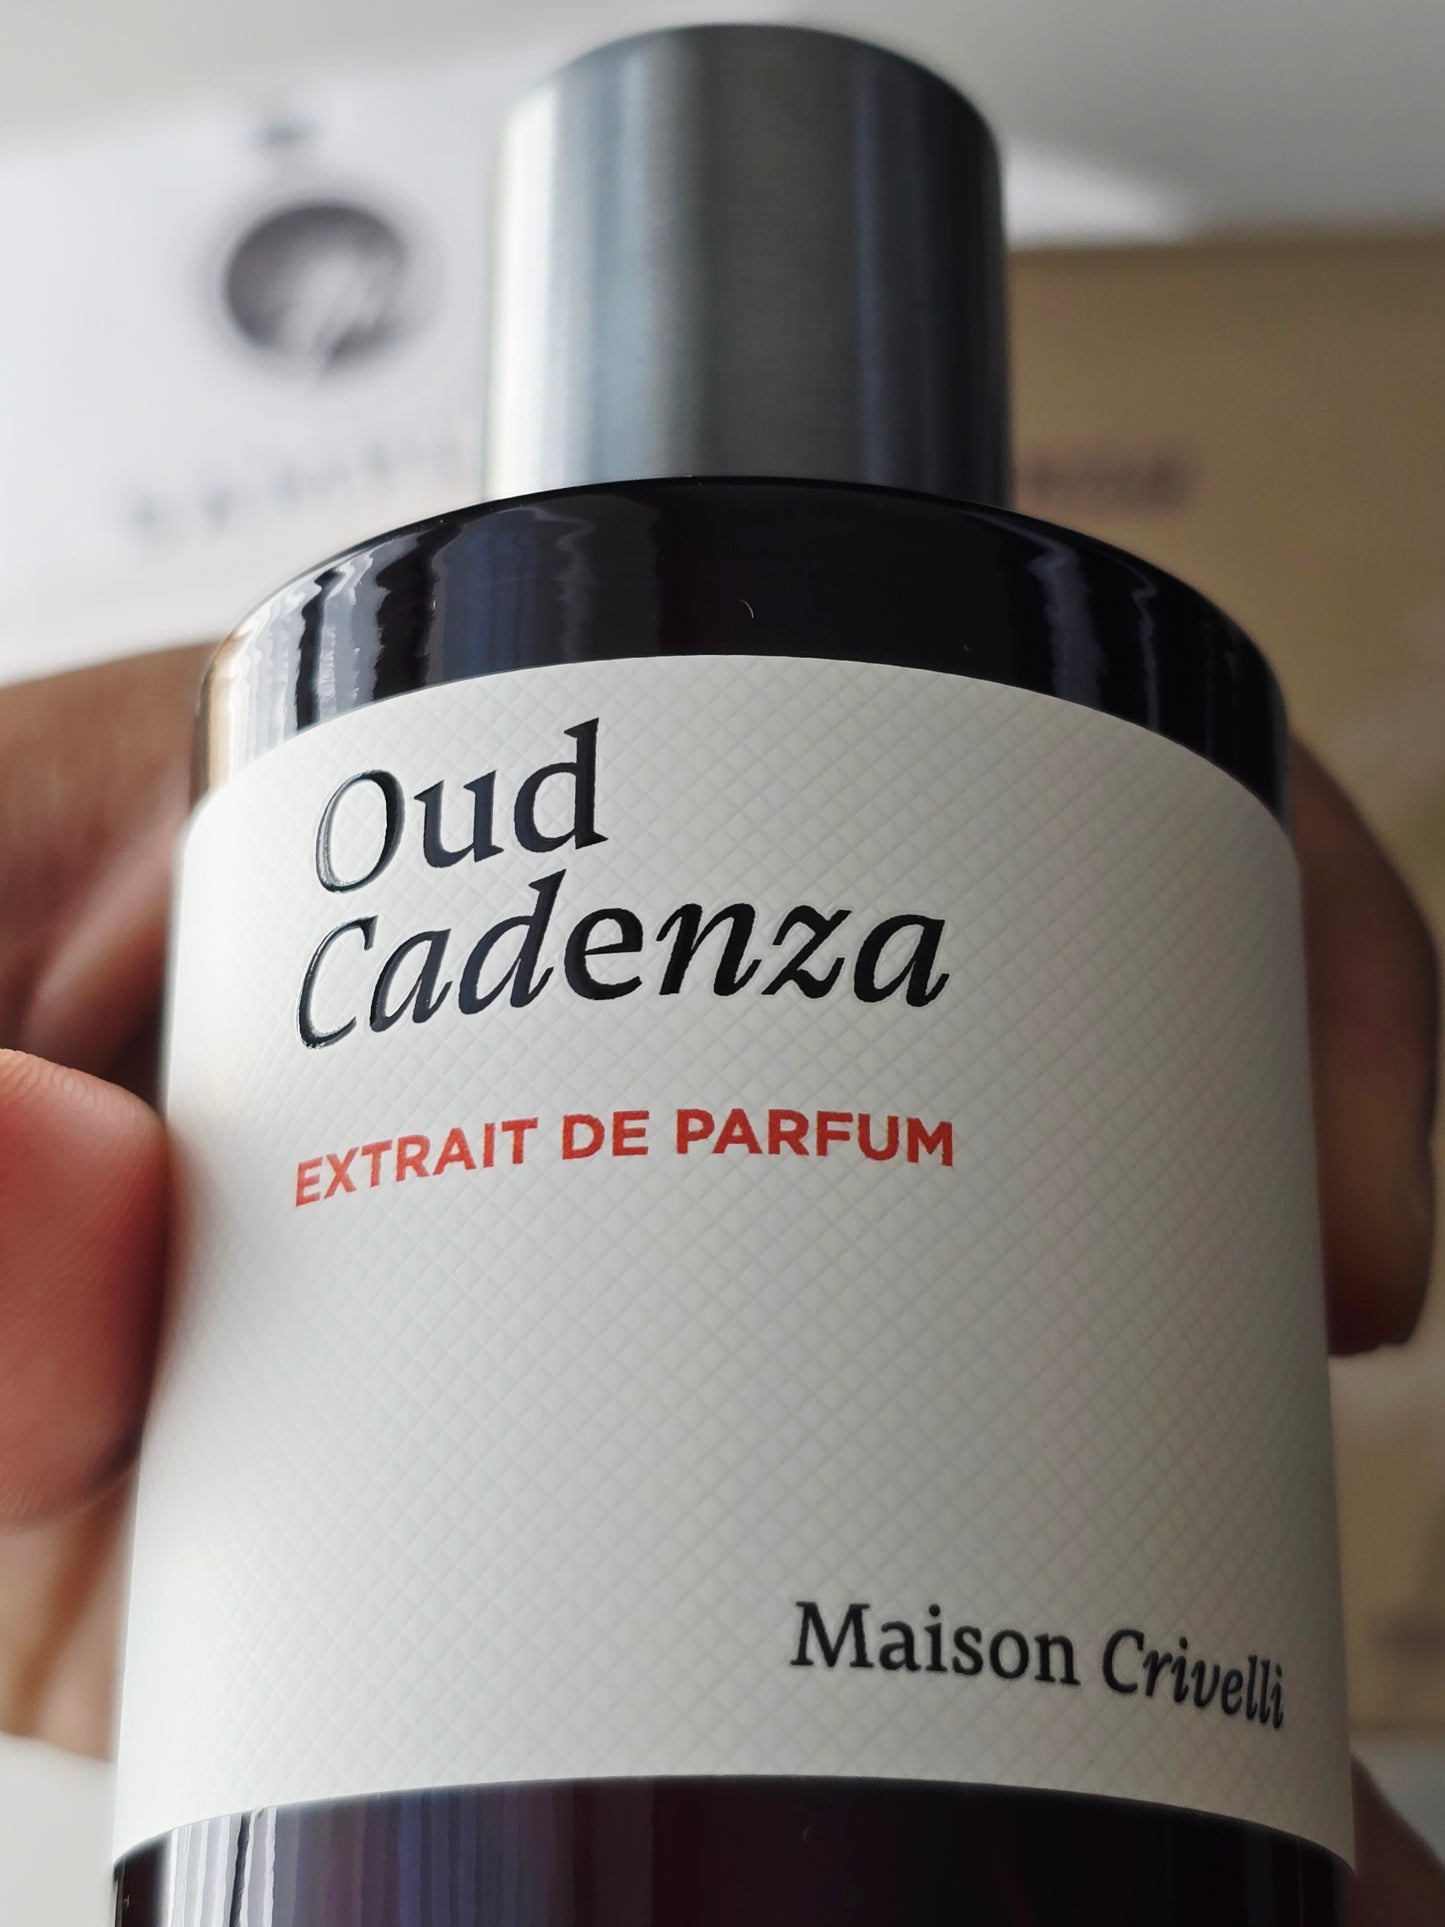 Oud
Cadenza
EXTRAIT DE PARFUM
Maison Crivelli